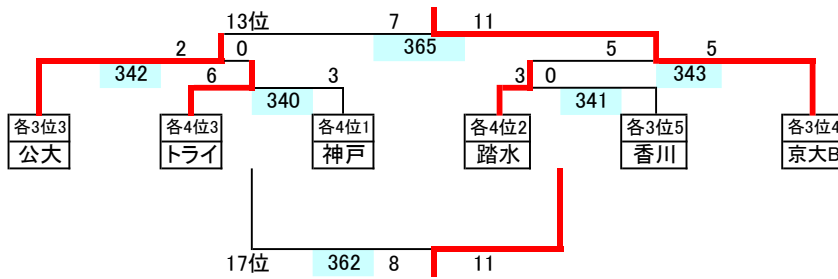 13位 7 11
365
2 0 5 5
342 6 3 3 0 343
340 341
各3位3 各4位3 各4位1 各4位2 各3位5 各3位4
公大 トライ 神戸 踏水 香川 京大B
17位 362 8 11